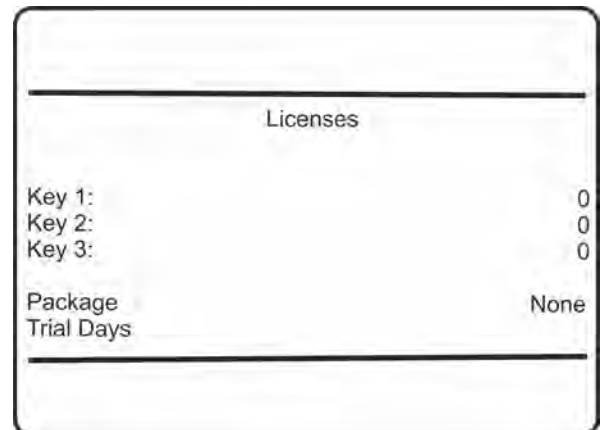 Licenses
Key 1: 0
Key 2: 0
Key 3: 0
Package None
Trial Days